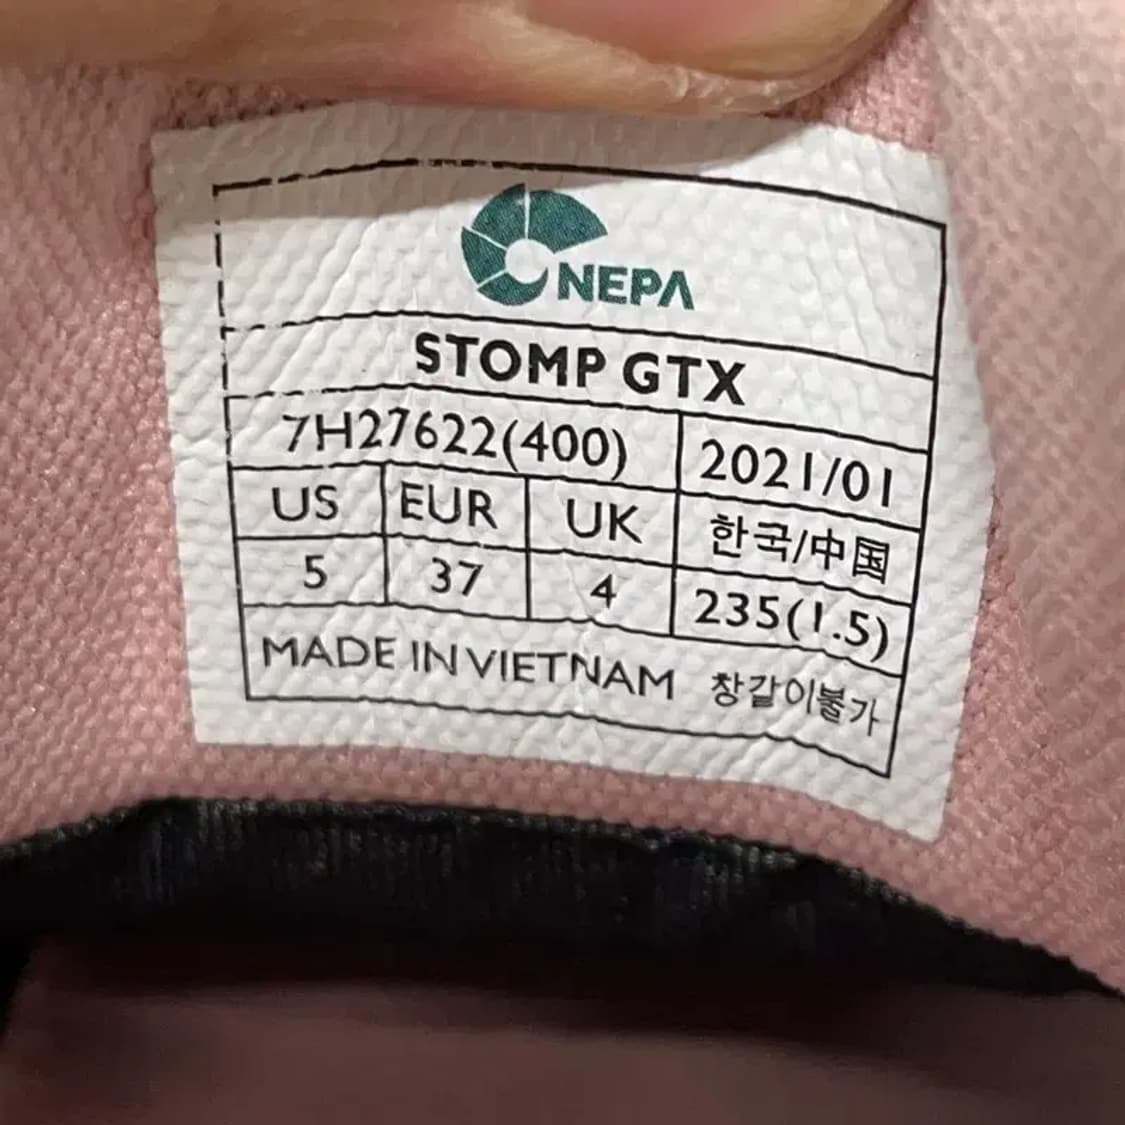 NEPA
STOMP GTX
7H27622(400) 2021/01
US EUR UK 한국/中国
5 37 4 235(1.5)
MADE IN VIETNAM 창갈이불가